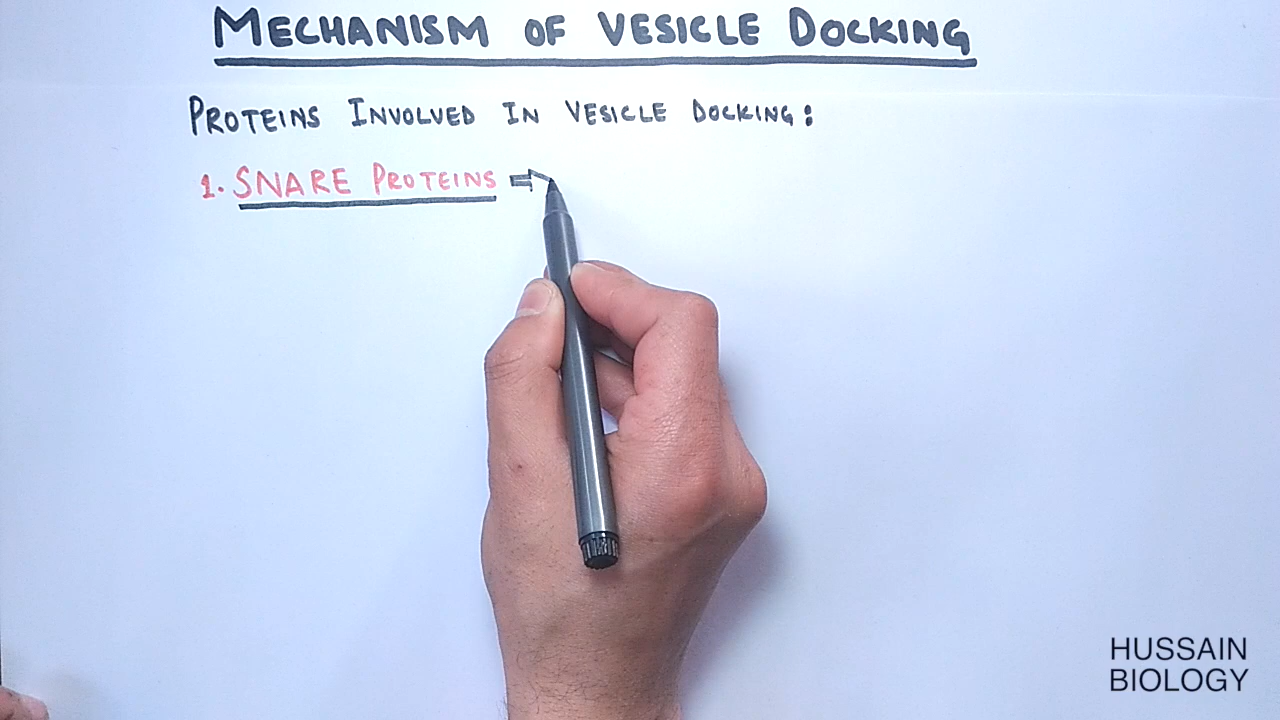 MECHANISM OF VESICLE DOCKING
PROTEINS INVOLVED IN VESICLE DOCKING:
1. SNARE PROTEINS
HUSSAIN
BIOLOGY